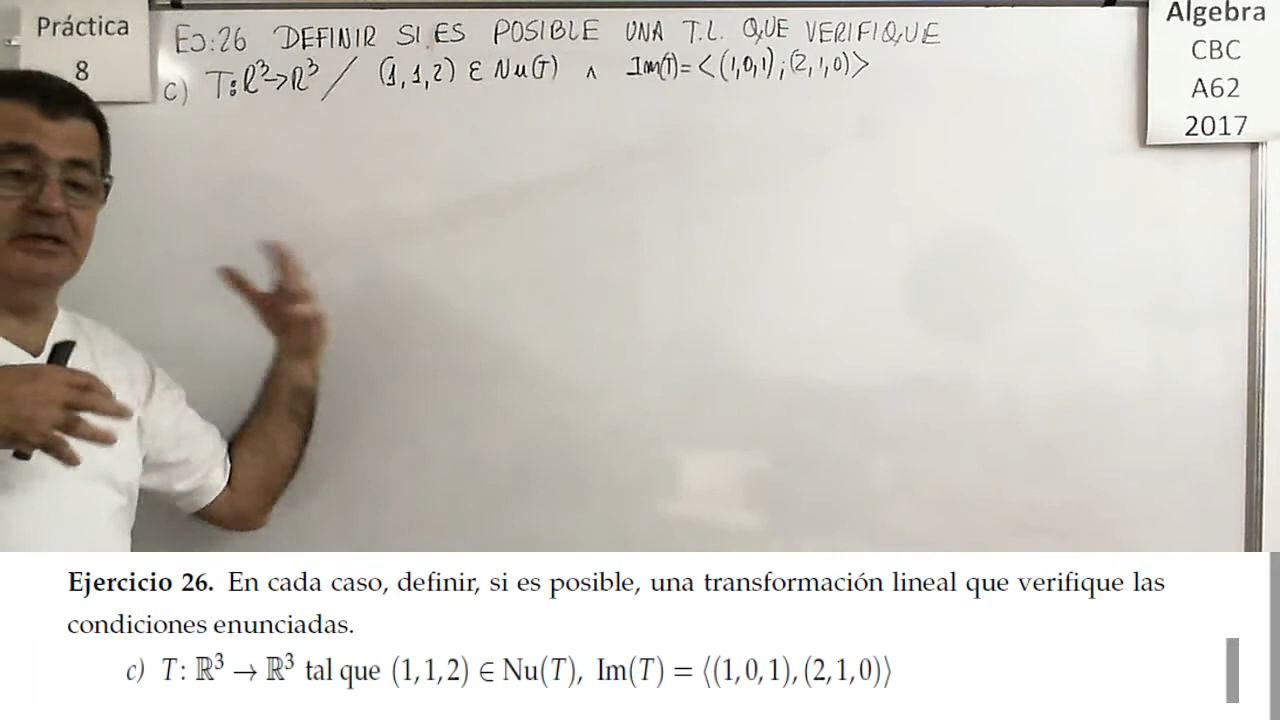 Práctica
8
EJ:26 DEFINIR SI ES POSIBLE UNA T.L. QUE VERIFIQUE
c) T:ℝ³→ℝ³ / (1,1,2) ∈ Nu(T) ∧ Im(T)=<(1,0,1);(2,1,0)>
Algebra
CBC
A62
2017
Ejercicio 26. En cada caso, definir, si es posible, una transformación lineal que verifique las
condiciones enunciadas.
c) T: ℝ³ → ℝ³ tal que (1,1,2) ∈ Nu(T), Im(T) = ⟨(1,0,1),(2,1,0)⟩